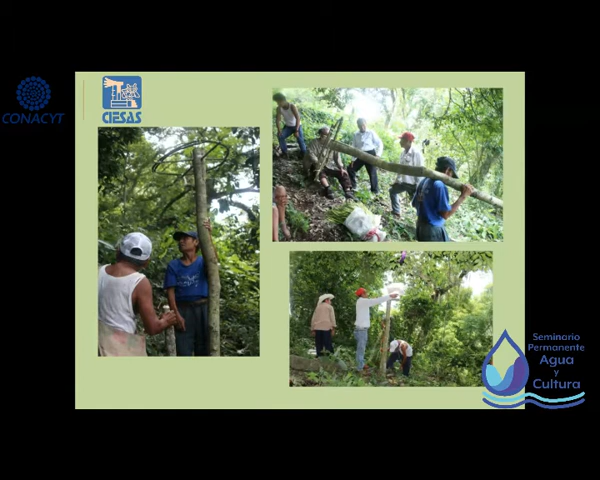 CONACYT
CIESAS
Seminario
Permanente
Agua
y
Cultura